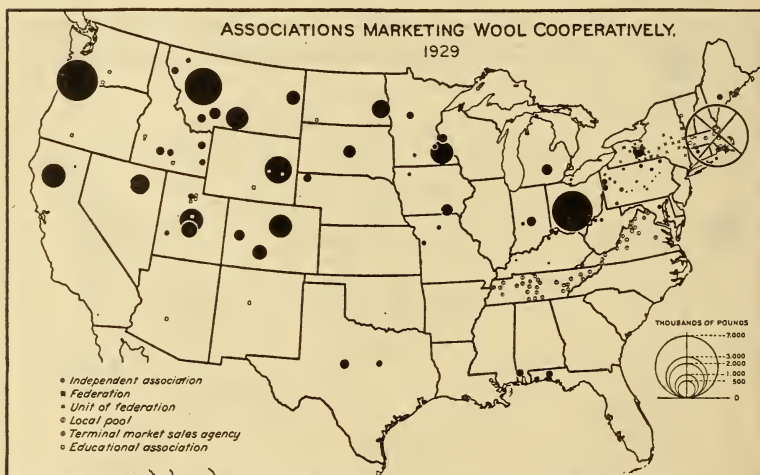 ASSOCIATIONS MARKETING WOOL COOPERATIVELY,
1929
THOUSANDS OF POUNDS
7,000
3,000
2,000
1,000
500
0
Independent association
Federation
Unit of federation
Local pool
Terminal market sales agency
Educational association